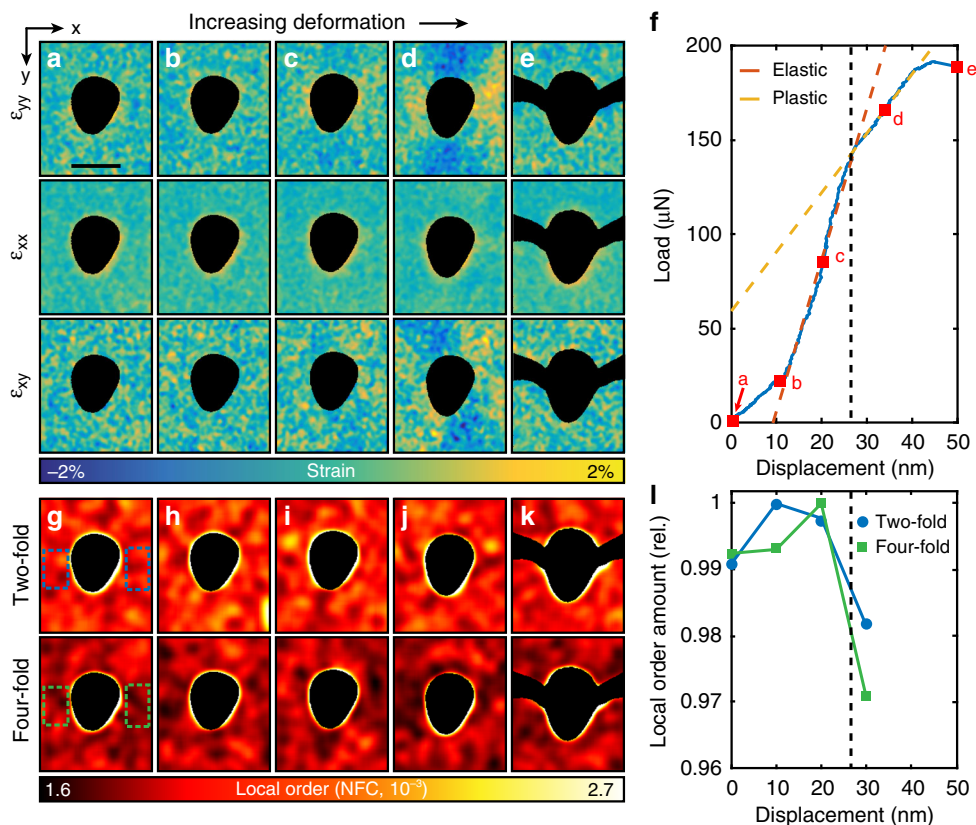 Increasing deformation
x
y
a b c d e
εyy
εxx
εxy
−2% Strain 2%
f
200
150
100
50
0
Load (μN)
Elastic
Plastic
a
b
c
d
e
0 10 20 30 40 50
Displacement (nm)
g h i j k
Two-fold
Four-fold
1.6 Local order (NFC, 10⁻³) 2.7
l
1
0.99
0.98
0.97
0.96
Local order amount (rel.)
Two-fold
Four-fold
0 10 20 30 40 50
Displacement (nm)